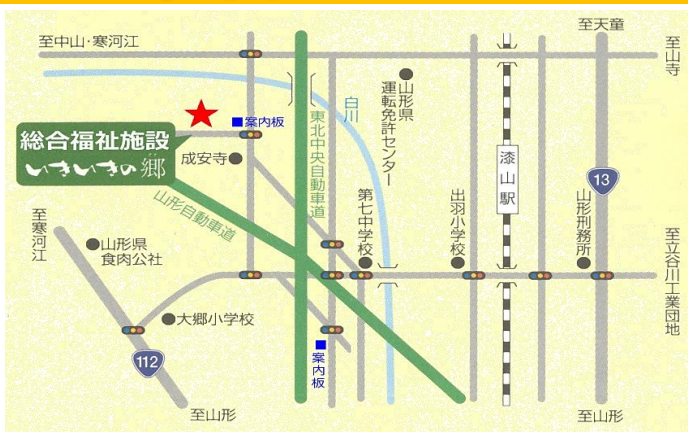 至天童
至中山・寒河江
至山寺
山形県
運転免許センター
白川
東北中央自動車道
■案内板
総合福祉施設
いきいきの郷
成安寺
漆山駅
13
第七中学校
出羽小学校
山形刑務所
山形自動車道
至寒河江
山形県
食肉公社
至立谷川工業団地
大郷小学校
■案内板
112
至山形
至山形